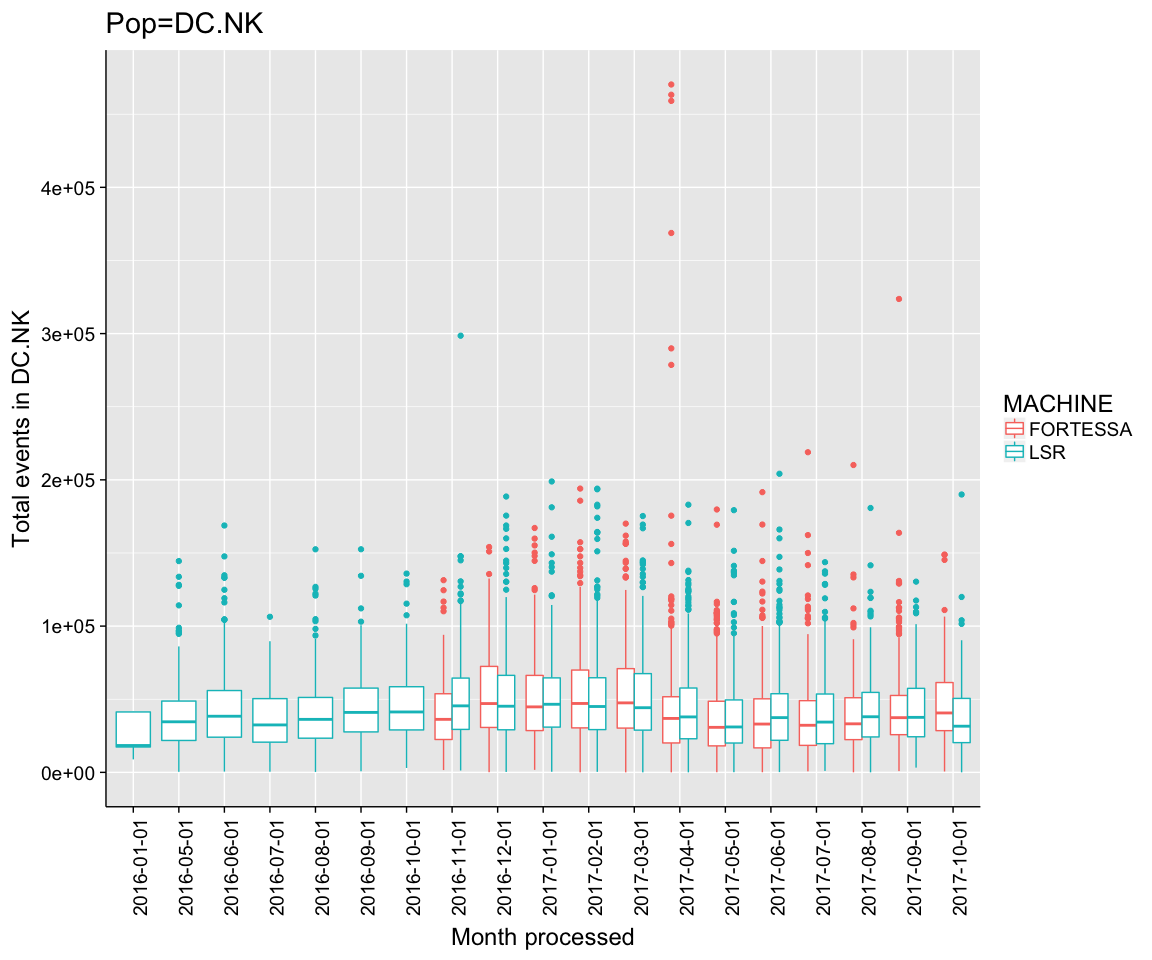 Pop=DC.NK
Total events in DC.NK
4e+05
3e+05
2e+05
1e+05
0e+00
2016-01-01
2016-05-01
2016-06-01
2016-07-01
2016-08-01
2016-09-01
2016-10-01
2016-11-01
2016-12-01
2017-01-01
2017-02-01
2017-03-01
2017-04-01
2017-05-01
2017-06-01
2017-07-01
2017-08-01
2017-09-01
2017-10-01
Month processed
MACHINE
FORTESSA
LSR